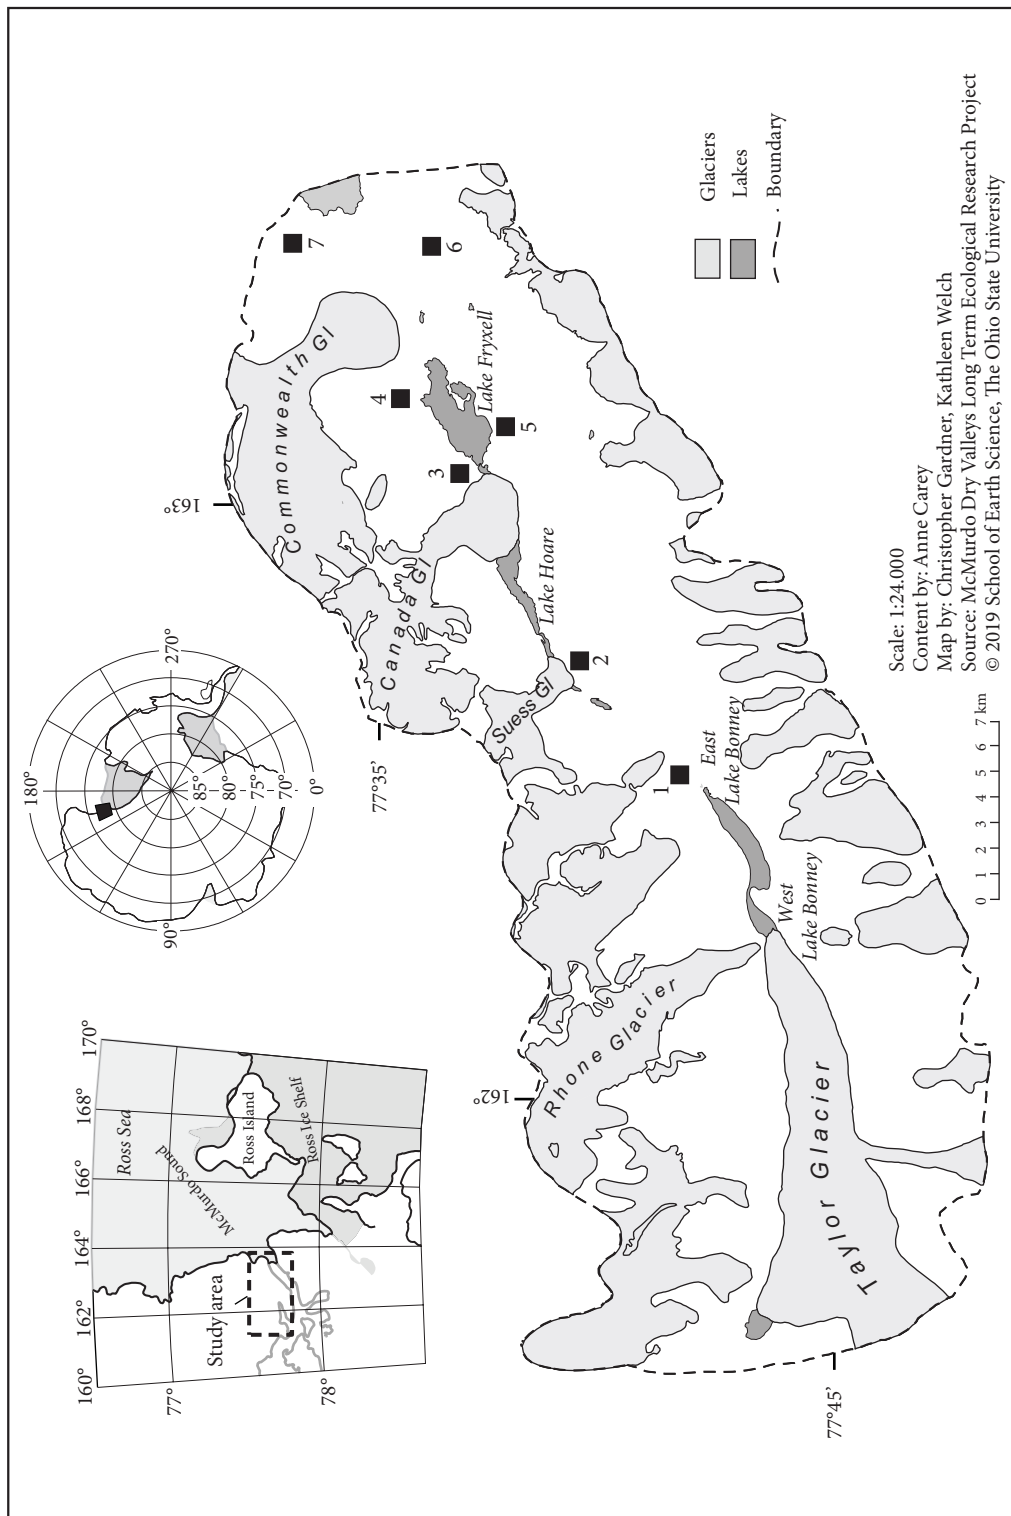 160°
162°
164°
166°
168°
170°
77°
78°
Ross Sea
McMurdo Sound
Ross Island
Ross Ice Shelf
Study area
180°
270°
90°
0°
85°
80°
75°
70°
163°
162°
77°35'
77°45'
Commonwealth Gl
Canada Gl
Suess Gl
Rhone Glacier
Taylor Glacier
Lake Fryxell
Lake Hoare
East
Lake Bonney
West
Lake Bonney
1
2
3
4
5
6
7
Glaciers
Lakes
Boundary
0 1 2 3 4 5 6 7 km
Scale: 1:24.000
Content by: Anne Carey
Map by: Christopher Gardner, Kathleen Welch
Source: McMurdo Dry Valleys Long Term Ecological Research Project
© 2019 School of Earth Science, The Ohio State University